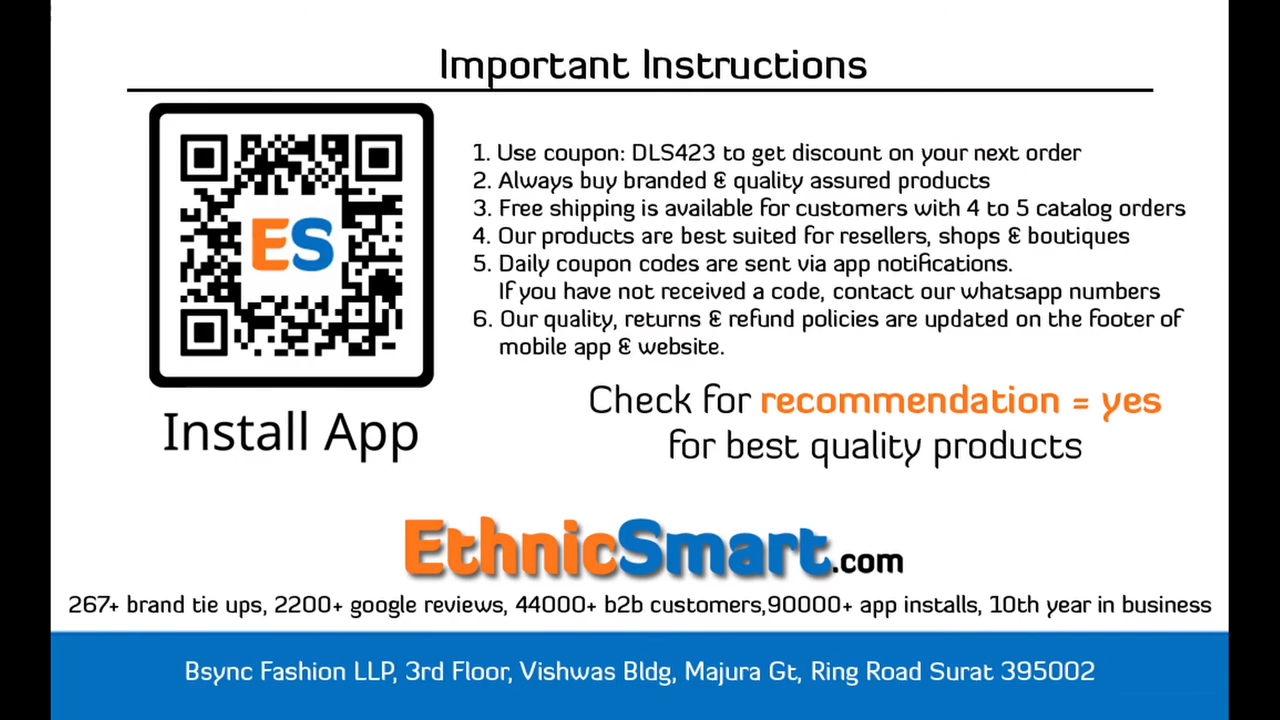 Important Instructions
ES
Install App
1. Use coupon: DLS423 to get discount on your next order
2. Always buy branded & quality assured products
3. Free shipping is available for customers with 4 to 5 catalog orders
4. Our products are best suited for resellers, shops & boutiques
5. Daily coupon codes are sent via app notifications.
If you have not received a code, contact our whatsapp numbers
6. Our quality, returns & refund policies are updated on the footer of
mobile app & website.
Check for recommendation = yes
for best quality products
EthnicSmart.com
267+ brand tie ups, 2200+ google reviews, 44000+ b2b customers,90000+ app installs, 10th year in business
Bsync Fashion LLP, 3rd Floor, Vishwas Bldg, Majura Gt, Ring Road Surat 395002